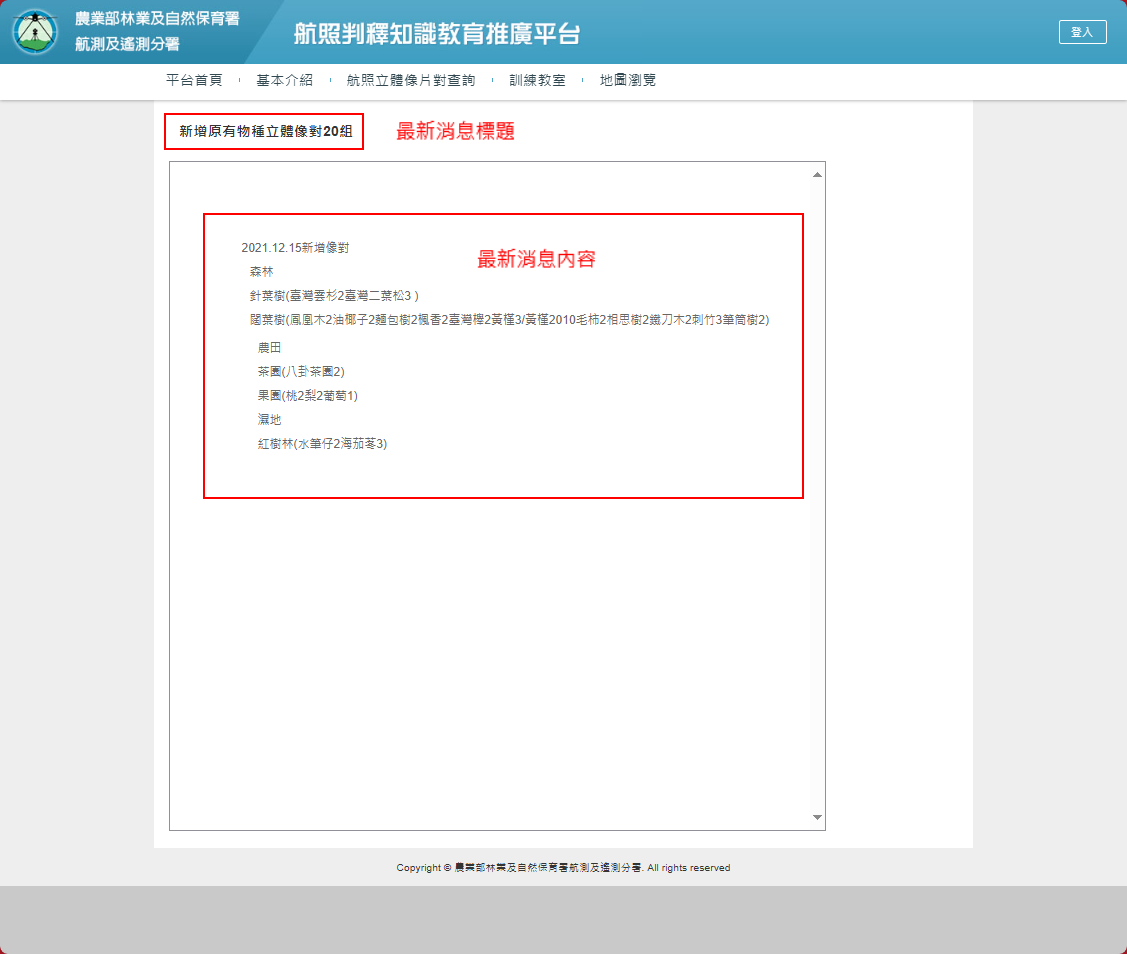 農業部林業及自然保育署
航測及遙測分署
航照判釋知識教育推廣平台
登入
平台首頁
基本介紹
航照立體像片對查詢
訓練教室
地圖瀏覽
新增原有物種立體像對20組
最新消息標題
2021.12.15新增像對
最新消息內容
森林
針葉樹(臺灣雲杉2臺灣二葉松3 )
闊葉樹(鳳凰木2油椰子2麵包樹2楓香2臺灣櫸2黃槿3/黃槿2010毛柿2相思樹2鐵刀木2刺竹3筆筒樹2)
農田
茶園(八卦茶園2)
果園(桃2梨2葡萄1)
濕地
紅樹林(水筆仔2海茄苳3)
Copyright © 農業部林業及自然保育署航測及遙測分署. All rights reserved